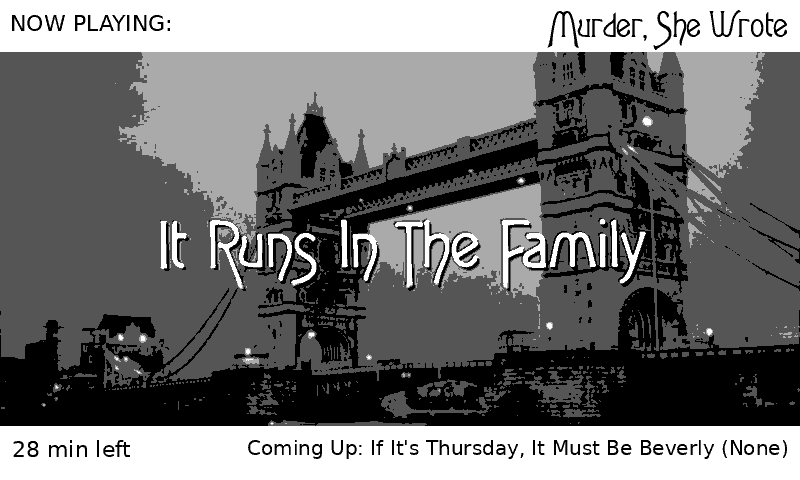 NOW PLAYING:
Murder, She Wrote
It Runs In The Family
28 min left
Coming Up: If It's Thursday, It Must Be Beverly (None)